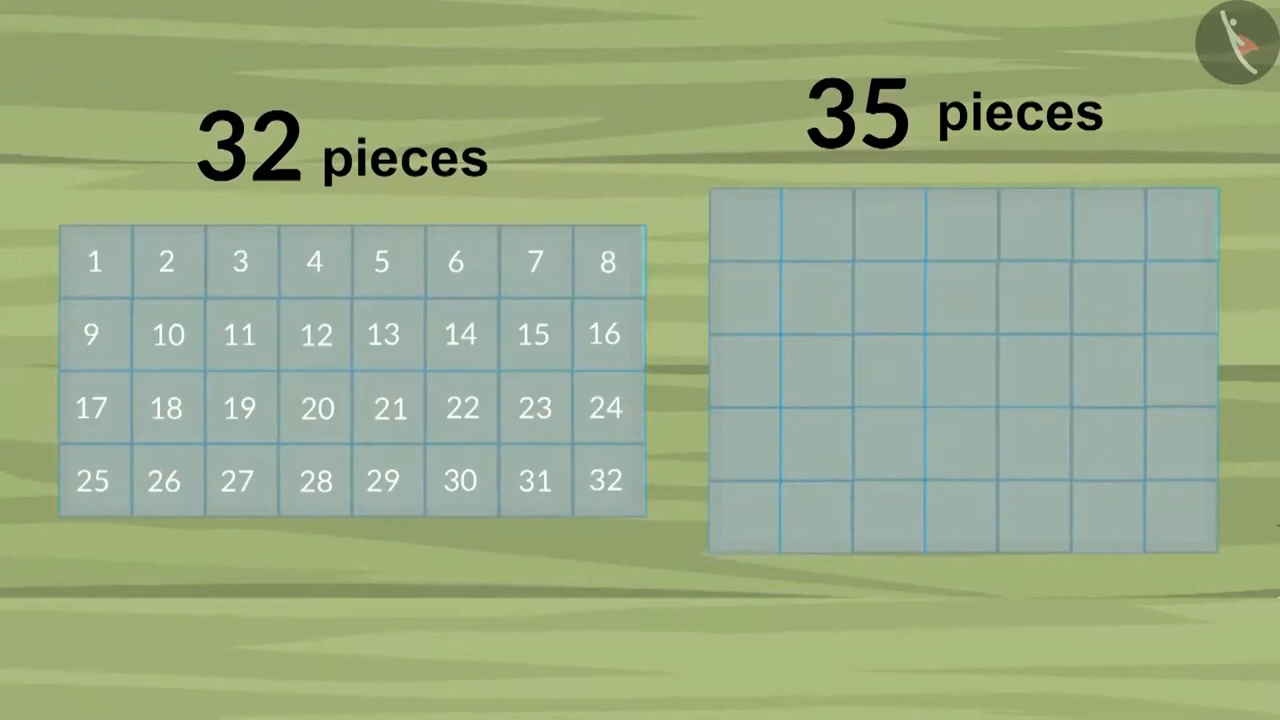 32 pieces
35 pieces
1 2 3 4 5 6 7 8
9 10 11 12 13 14 15 16
17 18 19 20 21 22 23 24
25 26 27 28 29 30 31 32